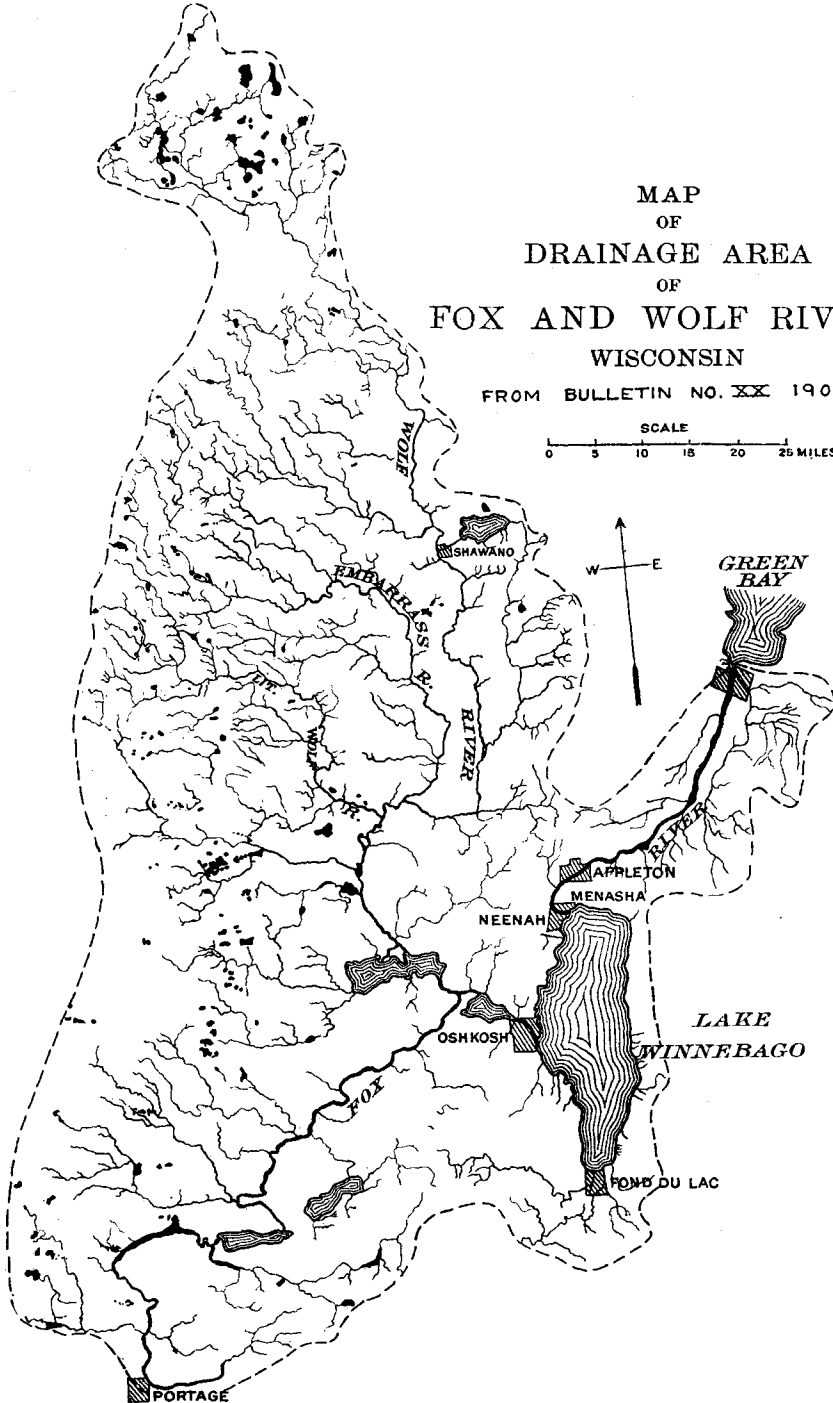 MAP
OF
DRAINAGE AREA
OF
FOX AND WOLF RIV
WISCONSIN
FROM BULLETIN NO. XX 190
SCALE
0 5 10 15 20 25 MILES
WOLF
SHAWANO
W E
GREEN
BAY
EMBARRASS R.
LIT.
WOLF
R.
RIVER
RIVER
APPLETON
MENASHA
NEENAH
OSHKOSH
LAKE
WINNEBAGO
FOX
FOND DU LAC
PORTAGE